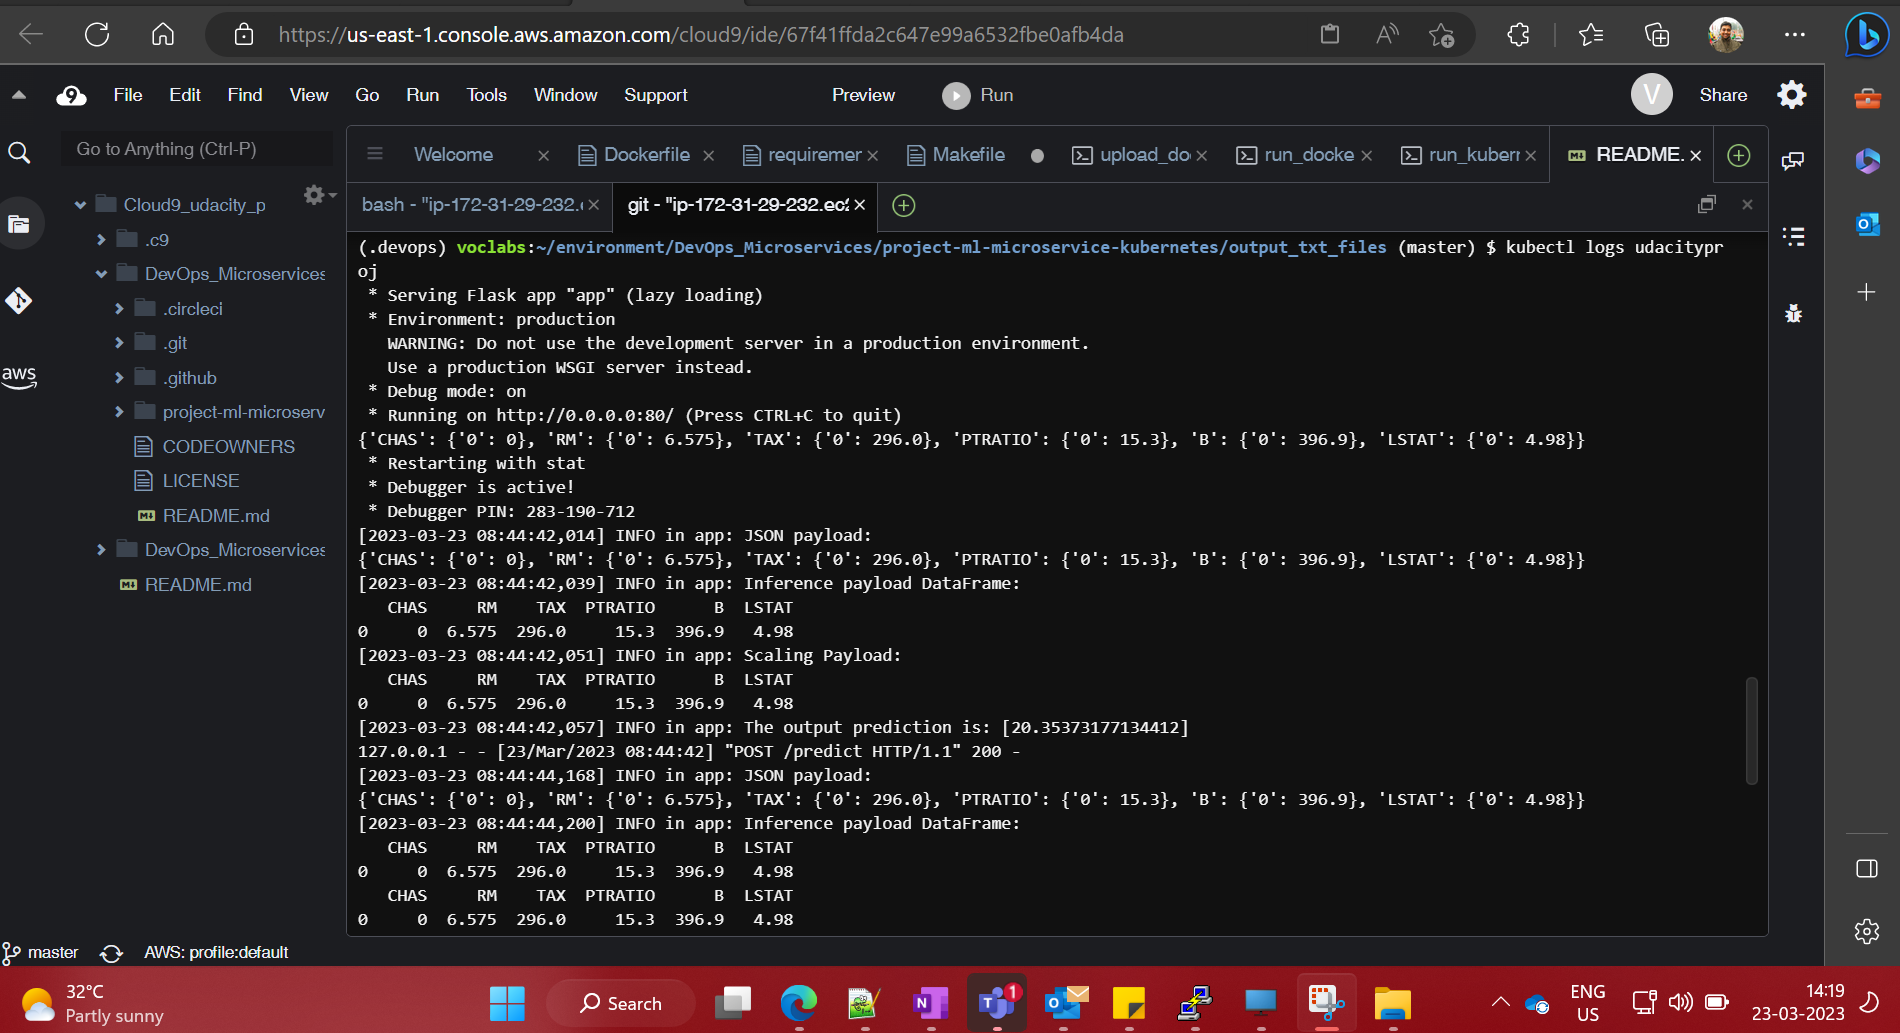 https://us-east-1.console.aws.amazon.com/cloud9/ide/67f41ffda2c647e99a6532fbe0afb4da
9 File Edit Find View Go Run Tools Window Support Preview Run V Share
Go to Anything (Ctrl-P)
Welcome Dockerfile requiremer Makefile upload_do run_docke run_kuberr README.
bash - "ip-172-31-29-232. git - "ip-172-31-29-232.ec2
Cloud9_udacity_p
.c9
DevOps_Microservices
.circleci
.git
.github
project-ml-microserv
CODEOWNERS
LICENSE
README.md
DevOps_Microservices
README.md
aws
(.devops) voclabs:~/environment/DevOps_Microservices/project-ml-microservice-kubernetes/output_txt_files (master) $ kubectl logs udacitypr
oj
* Serving Flask app "app" (lazy loading)
* Environment: production
WARNING: Do not use the development server in a production environment.
Use a production WSGI server instead.
* Debug mode: on
* Running on http://0.0.0.0:80/ (Press CTRL+C to quit)
{'CHAS': {'0': 0}, 'RM': {'0': 6.575}, 'TAX': {'0': 296.0}, 'PTRATIO': {'0': 15.3}, 'B': {'0': 396.9}, 'LSTAT': {'0': 4.98}}
* Restarting with stat
* Debugger is active!
* Debugger PIN: 283-190-712
[2023-03-23 08:44:42,014] INFO in app: JSON payload:
{'CHAS': {'0': 0}, 'RM': {'0': 6.575}, 'TAX': {'0': 296.0}, 'PTRATIO': {'0': 15.3}, 'B': {'0': 396.9}, 'LSTAT': {'0': 4.98}}
[2023-03-23 08:44:42,039] INFO in app: Inference payload DataFrame:
CHAS RM TAX PTRATIO B LSTAT
0 0 6.575 296.0 15.3 396.9 4.98
[2023-03-23 08:44:42,051] INFO in app: Scaling Payload:
CHAS RM TAX PTRATIO B LSTAT
0 0 6.575 296.0 15.3 396.9 4.98
[2023-03-23 08:44:42,057] INFO in app: The output prediction is: [20.35373177134412]
127.0.0.1 - - [23/Mar/2023 08:44:42] "POST /predict HTTP/1.1" 200 -
[2023-03-23 08:44:44,168] INFO in app: JSON payload:
{'CHAS': {'0': 0}, 'RM': {'0': 6.575}, 'TAX': {'0': 296.0}, 'PTRATIO': {'0': 15.3}, 'B': {'0': 396.9}, 'LSTAT': {'0': 4.98}}
[2023-03-23 08:44:44,200] INFO in app: Inference payload DataFrame:
CHAS RM TAX PTRATIO B LSTAT
0 0 6.575 296.0 15.3 396.9 4.98
CHAS RM TAX PTRATIO B LSTAT
0 0 6.575 296.0 15.3 396.9 4.98
master AWS: profile:default
32°C
Partly sunny
Search
1
ENG
US
14:19
23-03-2023